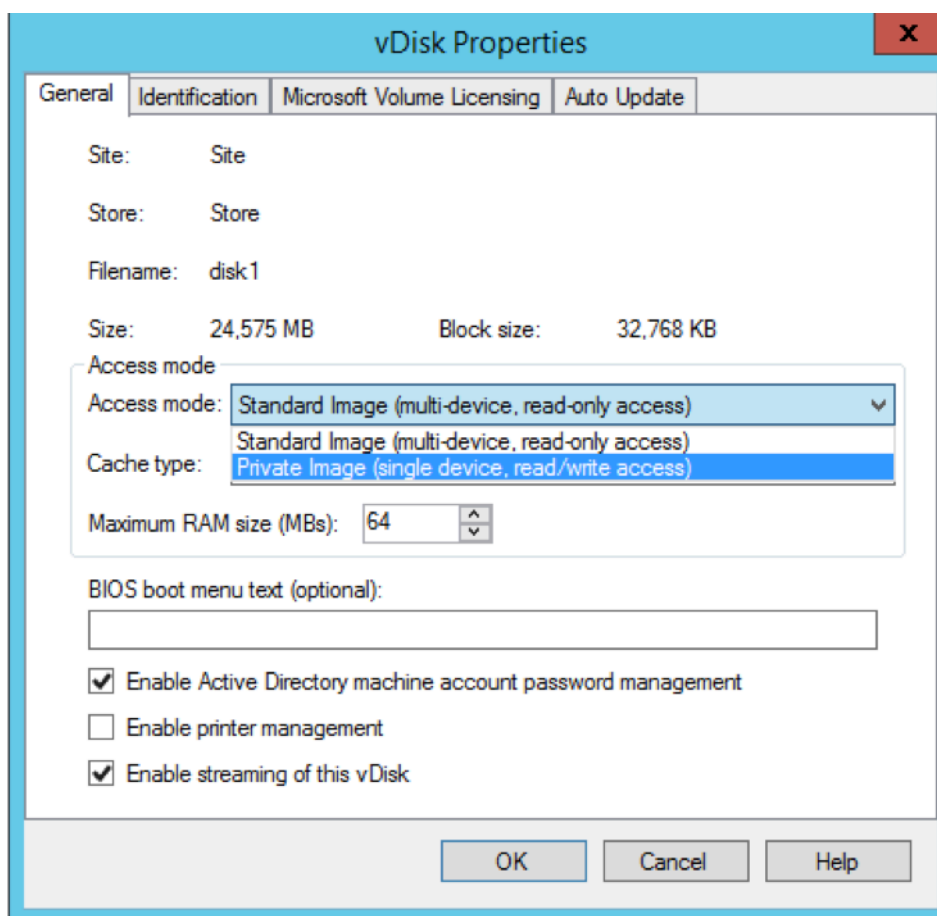 vDisk Properties
x
General Identification Microsoft Volume Licensing Auto Update
Site: Site
Store: Store
Filename: disk1
Size: 24,575 MB Block size: 32,768 KB
Access mode
Access mode: Standard Image (multi-device, read-only access)
Standard Image (multi-device, read-only access)
Cache type: Private Image (single device, read/write access)
Maximum RAM size (MBs): 64
BIOS boot menu text (optional):
Enable Active Directory machine account password management
Enable printer management
Enable streaming of this vDisk
OK Cancel Help